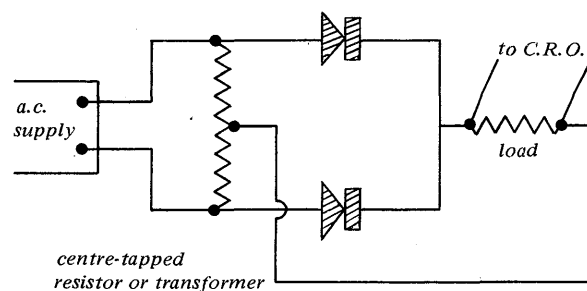 to C.R.O.
a.c.
supply
load
centre-tapped
resistor or transformer